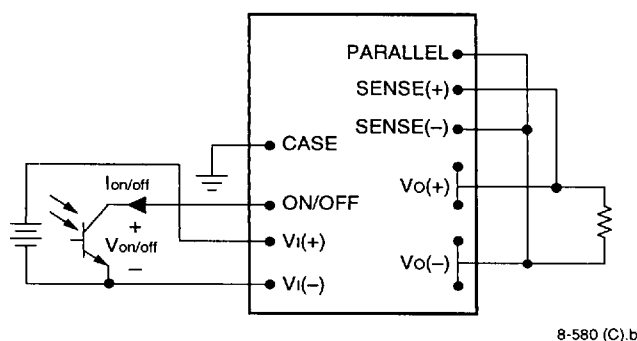 PARALLEL
SENSE(+)
SENSE(–)
CASE
Ion/off
ON/OFF
VO(+)
+
Von/off
–
VI(+)
VI(–)
VO(–)
8-580 (C).b